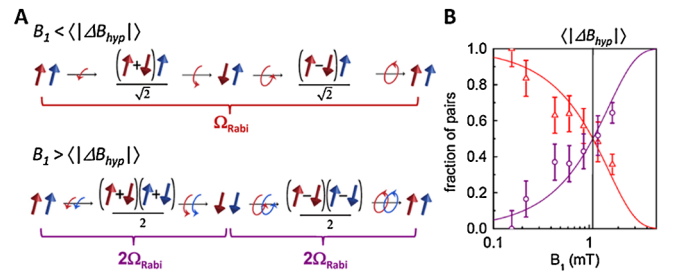 A
B₁ < ⟨|ΔB_hyp|⟩
( + ) / √2
( − ) / √2
Ω_Rabi
B₁ > ⟨|ΔB_hyp|⟩
( + )( + ) / 2
( − )( − ) / 2
2Ω_Rabi 2Ω_Rabi
B
⟨|ΔB_hyp|⟩
fraction of pairs
1.0
0.8
0.6
0.4
0.2
0.0
0.1 1
B₁ (mT)